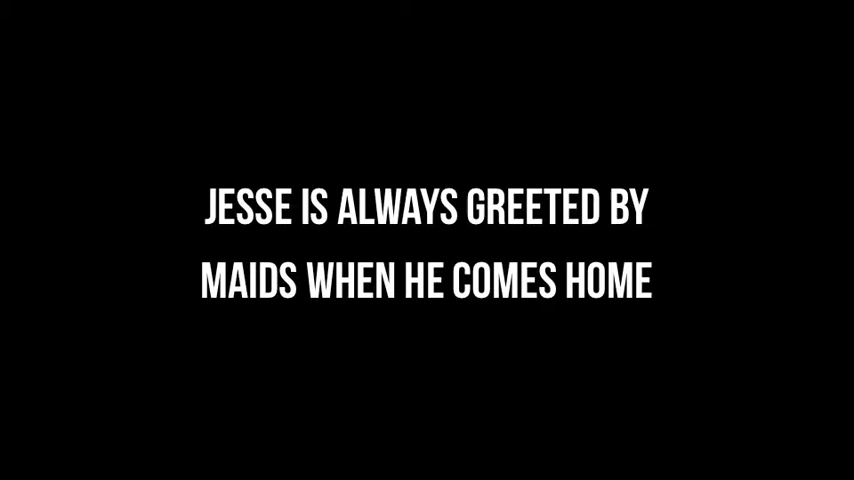 JESSE IS ALWAYS GREETED BY
MAIDS WHEN HE COMES HOME